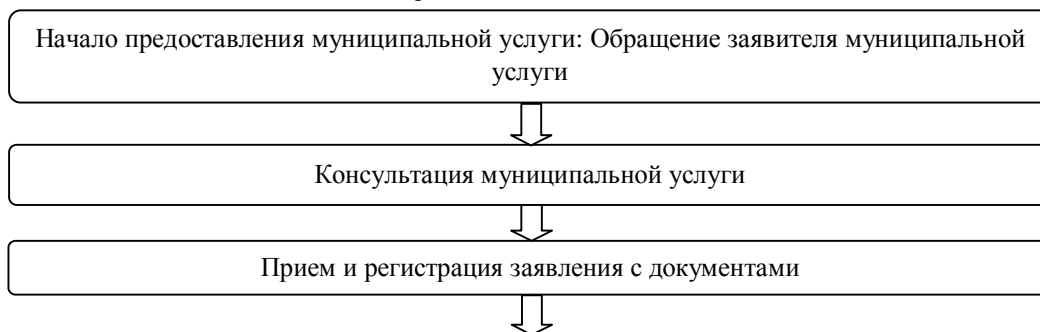 Начало предоставления муниципальной услуги: Обращение заявителя муниципальной
услуги
Консультация муниципальной услуги
Прием и регистрация заявления с документами